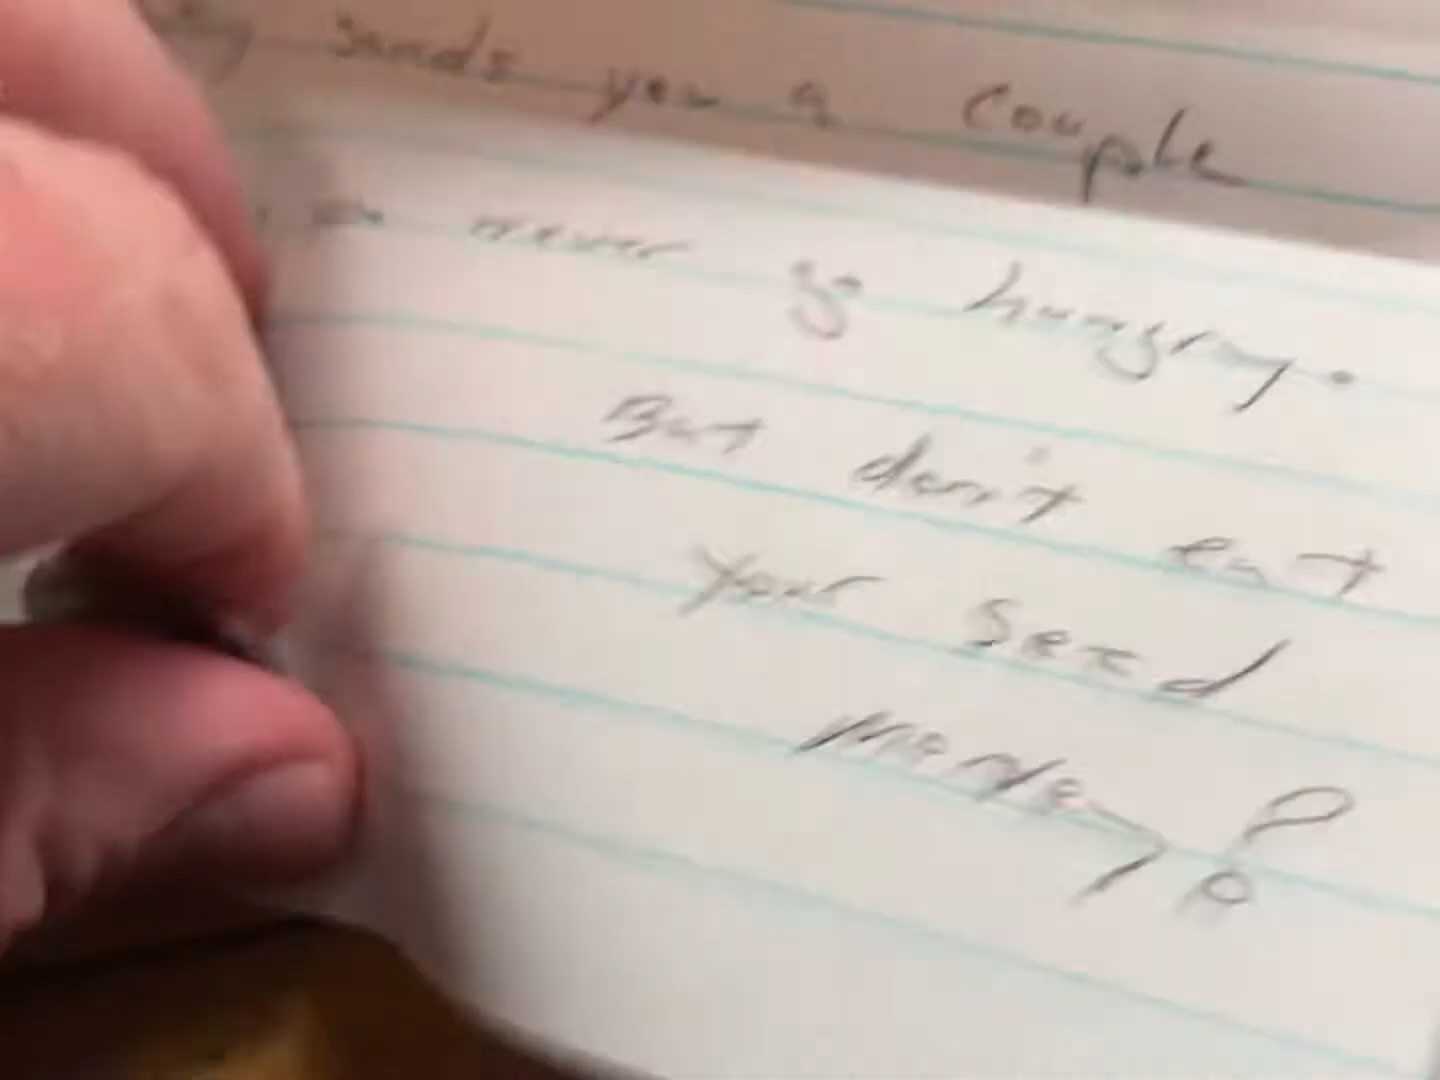 sends you a couple
never go hungry.
But don't eat
your seed
money?